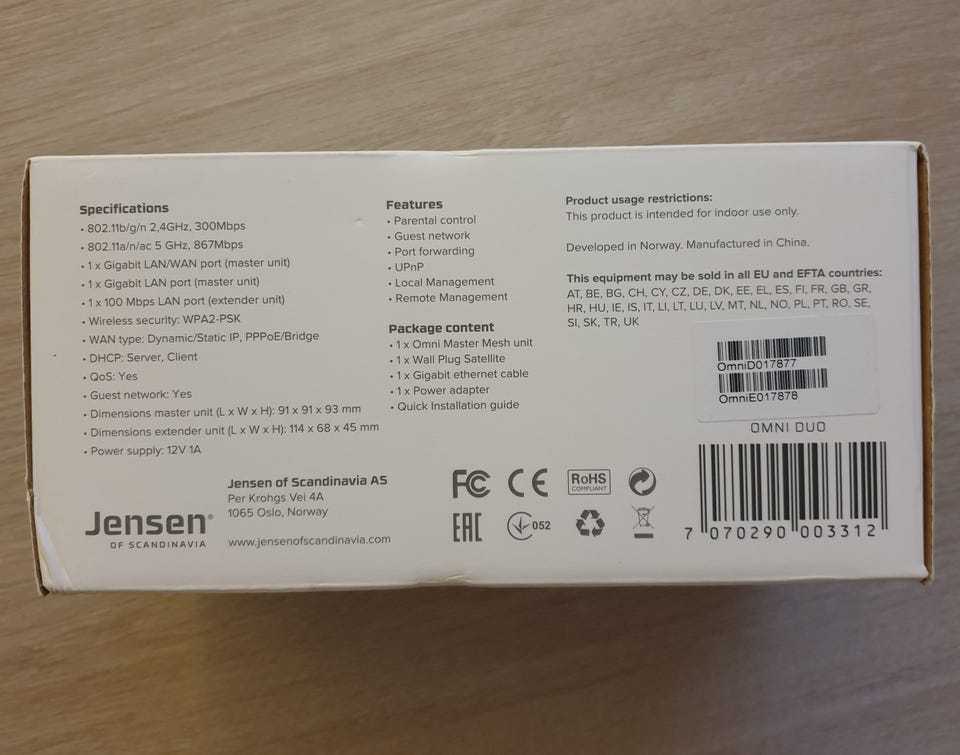 Specifications
• 802.11b/g/n 2,4GHz, 300Mbps
• 802.11a/n/ac 5 GHz, 867Mbps
• 1 x Gigabit LAN/WAN port (master unit)
• 1 x Gigabit LAN port (master unit)
• 1 x 100 Mbps LAN port (extender unit)
• Wireless security: WPA2-PSK
• WAN type: Dynamic/Static IP, PPPoE/Bridge
• DHCP: Server, Client
• QoS: Yes
• Guest network: Yes
• Dimensions master unit (L x W x H): 91 x 91 x 93 mm
• Dimensions extender unit (L x W x H): 114 x 68 x 45 mm
• Power supply: 12V 1A
Features
• Parental control
• Guest network
• Port forwarding
• UPnP
• Local Management
• Remote Management
Package content
• 1 x Omni Master Mesh unit
• 1 x Wall Plug Satellite
• 1 x Gigabit ethernet cable
• 1 x Power adapter
• Quick Installation guide
Product usage restrictions:
This product is intended for indoor use only.
Developed in Norway. Manufactured in China.
This equipment may be sold in all EU and EFTA countries:
AT, BE, BG, CH, CY, CZ, DE, DK, EE, EL, ES, FI, FR, GB, GR,
HR, HU, IE, IS, IT, LI, LT, LU, LV, MT, NL, NO, PL, PT, RO, SE,
SI, SK, TR, UK
OmniD017877
OmniE017878
OMNI DUO
7 070290 003312
Jensen®
OF SCANDINAVIA
Jensen of Scandinavia AS
Per Krohgs Vei 4A
1065 Oslo, Norway
www.jensenofscandinavia.com
FC CE RoHS
COMPLIANT
EAC 052